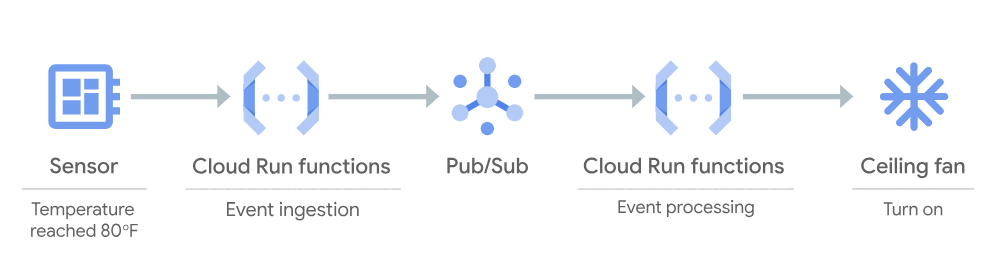 Sensor
Cloud Run functions
Pub/Sub
Cloud Run functions
Ceiling fan
Temperature
reached 80°F
Event ingestion
Event processing
Turn on